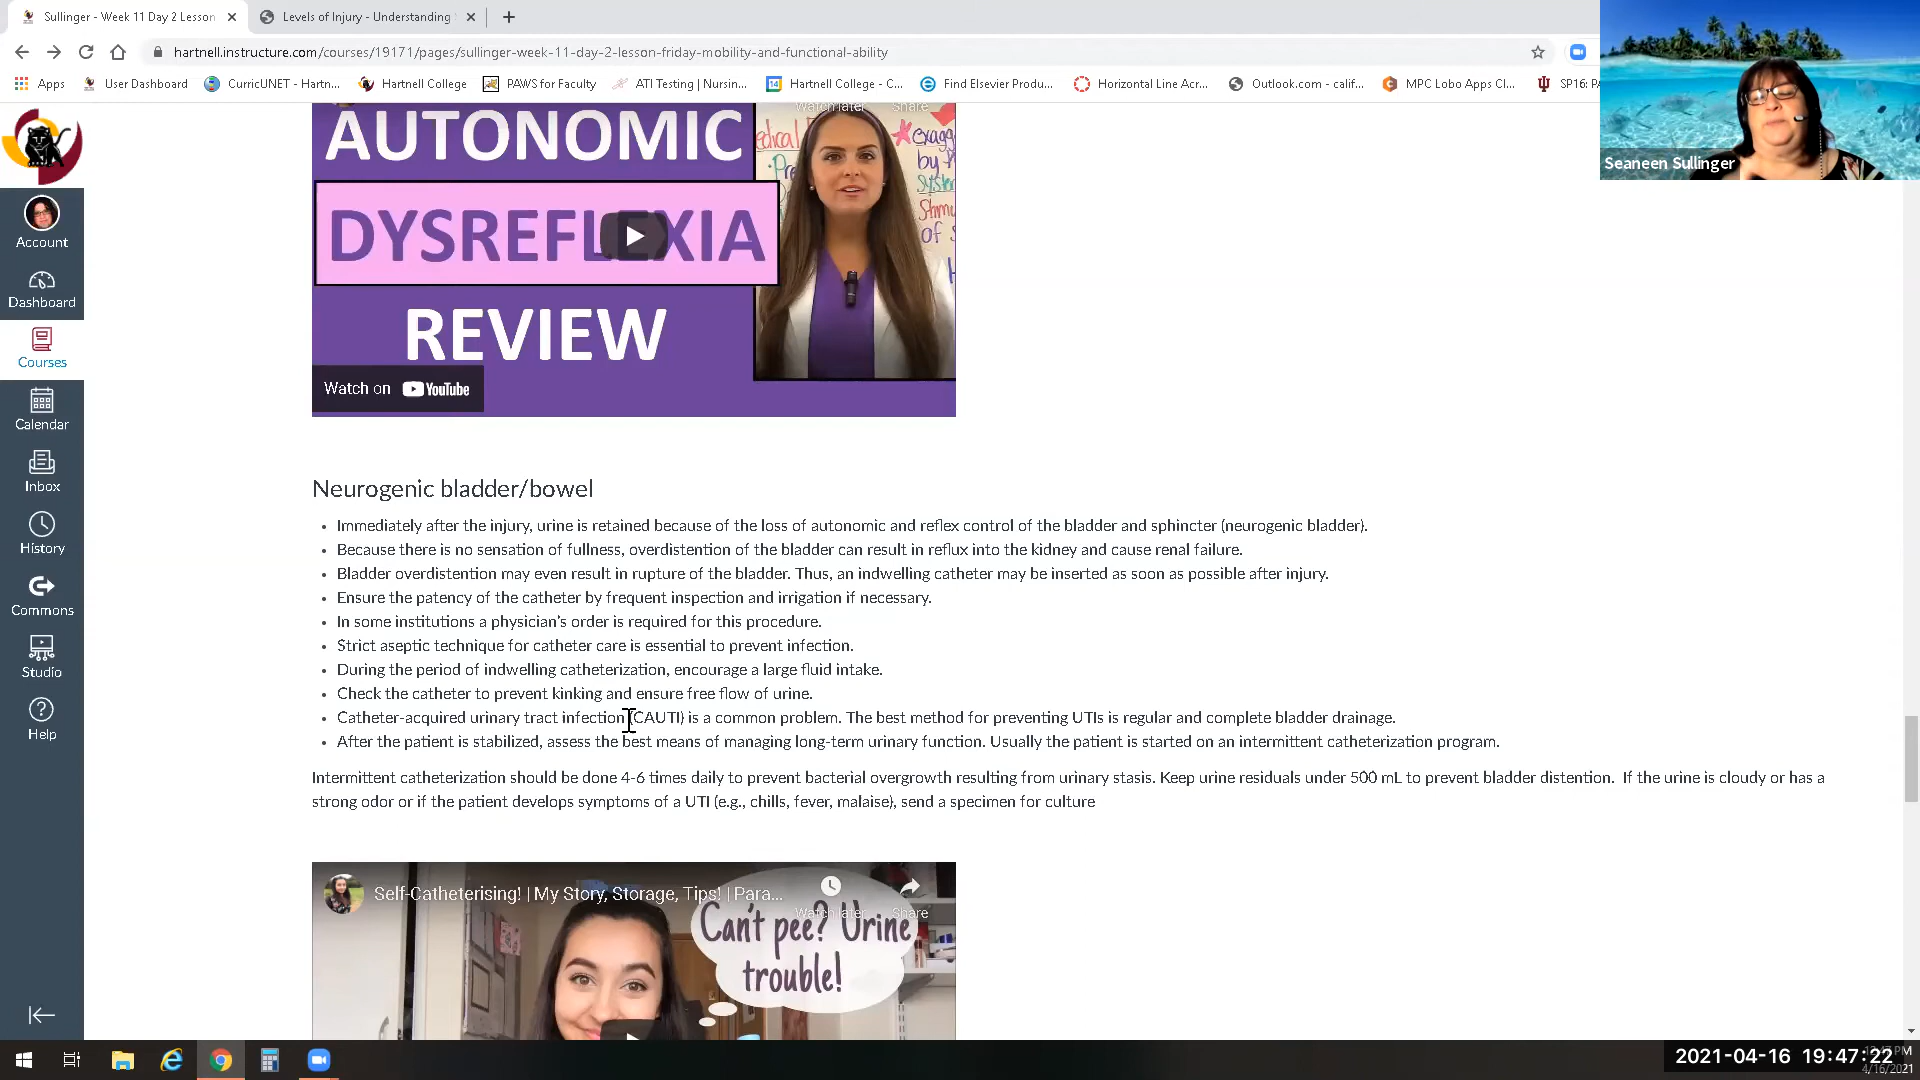 Sullinger - Week 11 Day 2 Lesson
Levels of Injury - Understanding
hartnell.instructure.com/courses/19171/pages/sullinger-week-11-day-2-lesson-friday-mobility-and-functional-ability
Apps
User Dashboard
CurricUNET - Hartn...
Hartnell College
PAWS for Faculty
ATI Testing | Nursin...
Hartnell College - C...
Find Elsevier Produ...
Horizontal Line Acr...
Outlook.com - calif...
MPC Lobo Apps Cl...
SP16:
Seaneen Sullinger
Account
Dashboard
Courses
Calendar
Inbox
History
Commons
Studio
Help
Watch later
Share
AUTONOMIC
DYSREFLEXIA
REVIEW
Watch on YouTube
Neurogenic bladder/bowel
• Immediately after the injury, urine is retained because of the loss of autonomic and reflex control of the bladder and sphincter (neurogenic bladder).
• Because there is no sensation of fullness, overdistention of the bladder can result in reflux into the kidney and cause renal failure.
• Bladder overdistention may even result in rupture of the bladder. Thus, an indwelling catheter may be inserted as soon as possible after injury.
• Ensure the patency of the catheter by frequent inspection and irrigation if necessary.
• In some institutions a physician's order is required for this procedure.
• Strict aseptic technique for catheter care is essential to prevent infection.
• During the period of indwelling catheterization, encourage a large fluid intake.
• Check the catheter to prevent kinking and ensure free flow of urine.
• Catheter-acquired urinary tract infection (CAUTI) is a common problem. The best method for preventing UTIs is regular and complete bladder drainage.
• After the patient is stabilized, assess the best means of managing long-term urinary function. Usually the patient is started on an intermittent catheterization program.
Intermittent catheterization should be done 4-6 times daily to prevent bacterial overgrowth resulting from urinary stasis. Keep urine residuals under 500 mL to prevent bladder distention. If the urine is cloudy or has a
strong odor or if the patient develops symptoms of a UTI (e.g., chills, fever, malaise), send a specimen for culture
Self-Catheterising! | My Story, Storage, Tips! | Para...
Watch later
Share
Can't pee? Urine
trouble!
2021-04-16 19:47:22
4/16/2021